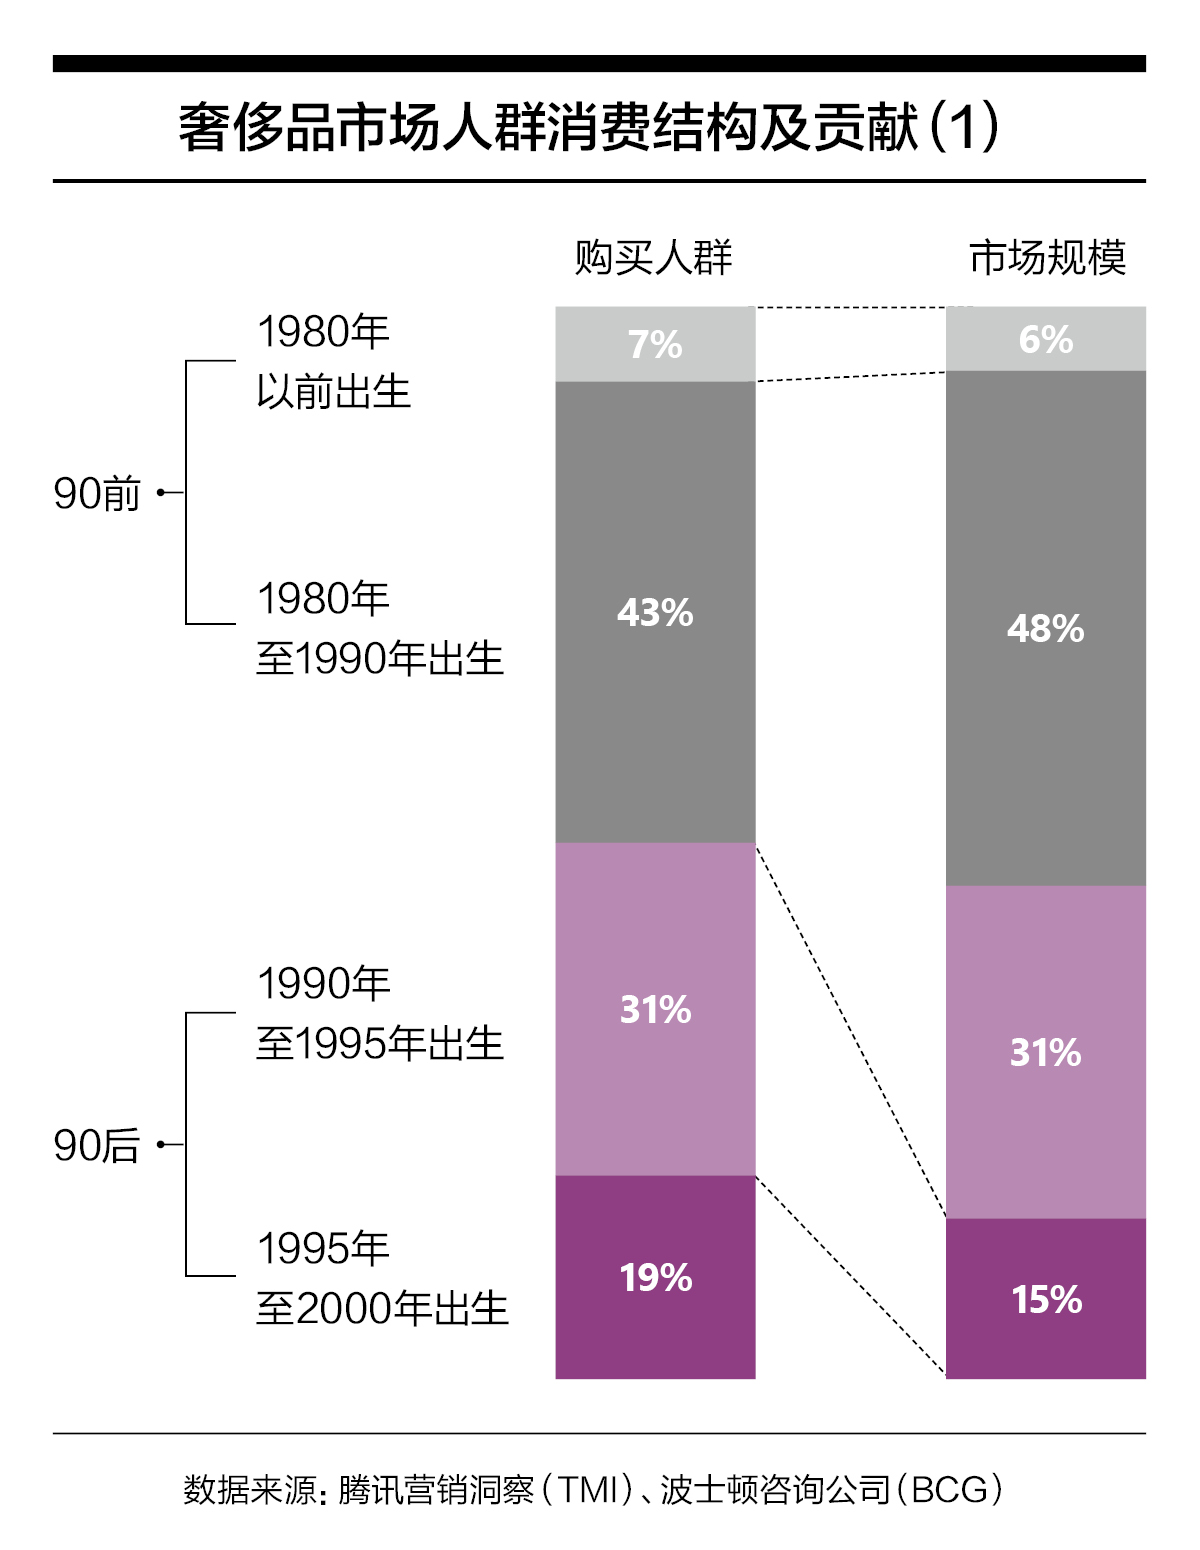 奢侈品市场人群消费结构及贡献（1）
购买人群
市场规模
1980年
以前出生
7%
6%
90前
1980年
至1990年出生
43%
48%
1990年
至1995年出生
31%
31%
90后
1995年
至2000年出生
19%
15%
数据来源：腾讯营销洞察（TMI）、波士顿咨询公司（BCG）